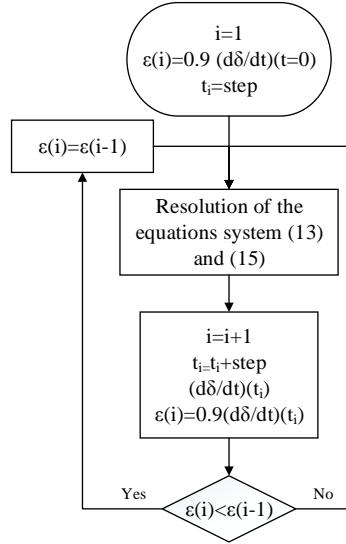 i=1
ε(i)=0.9 (dδ/dt)(t=0)
tᵢ=step
ε(i)=ε(i-1)
Resolution of the
equations system (13)
and (15)
i=i+1
tᵢ₌tᵢ+step
(dδ/dt)(tᵢ)
ε(i)=0.9(dδ/dt)(tᵢ)
Yes
ε(i)<ε(i-1)
No